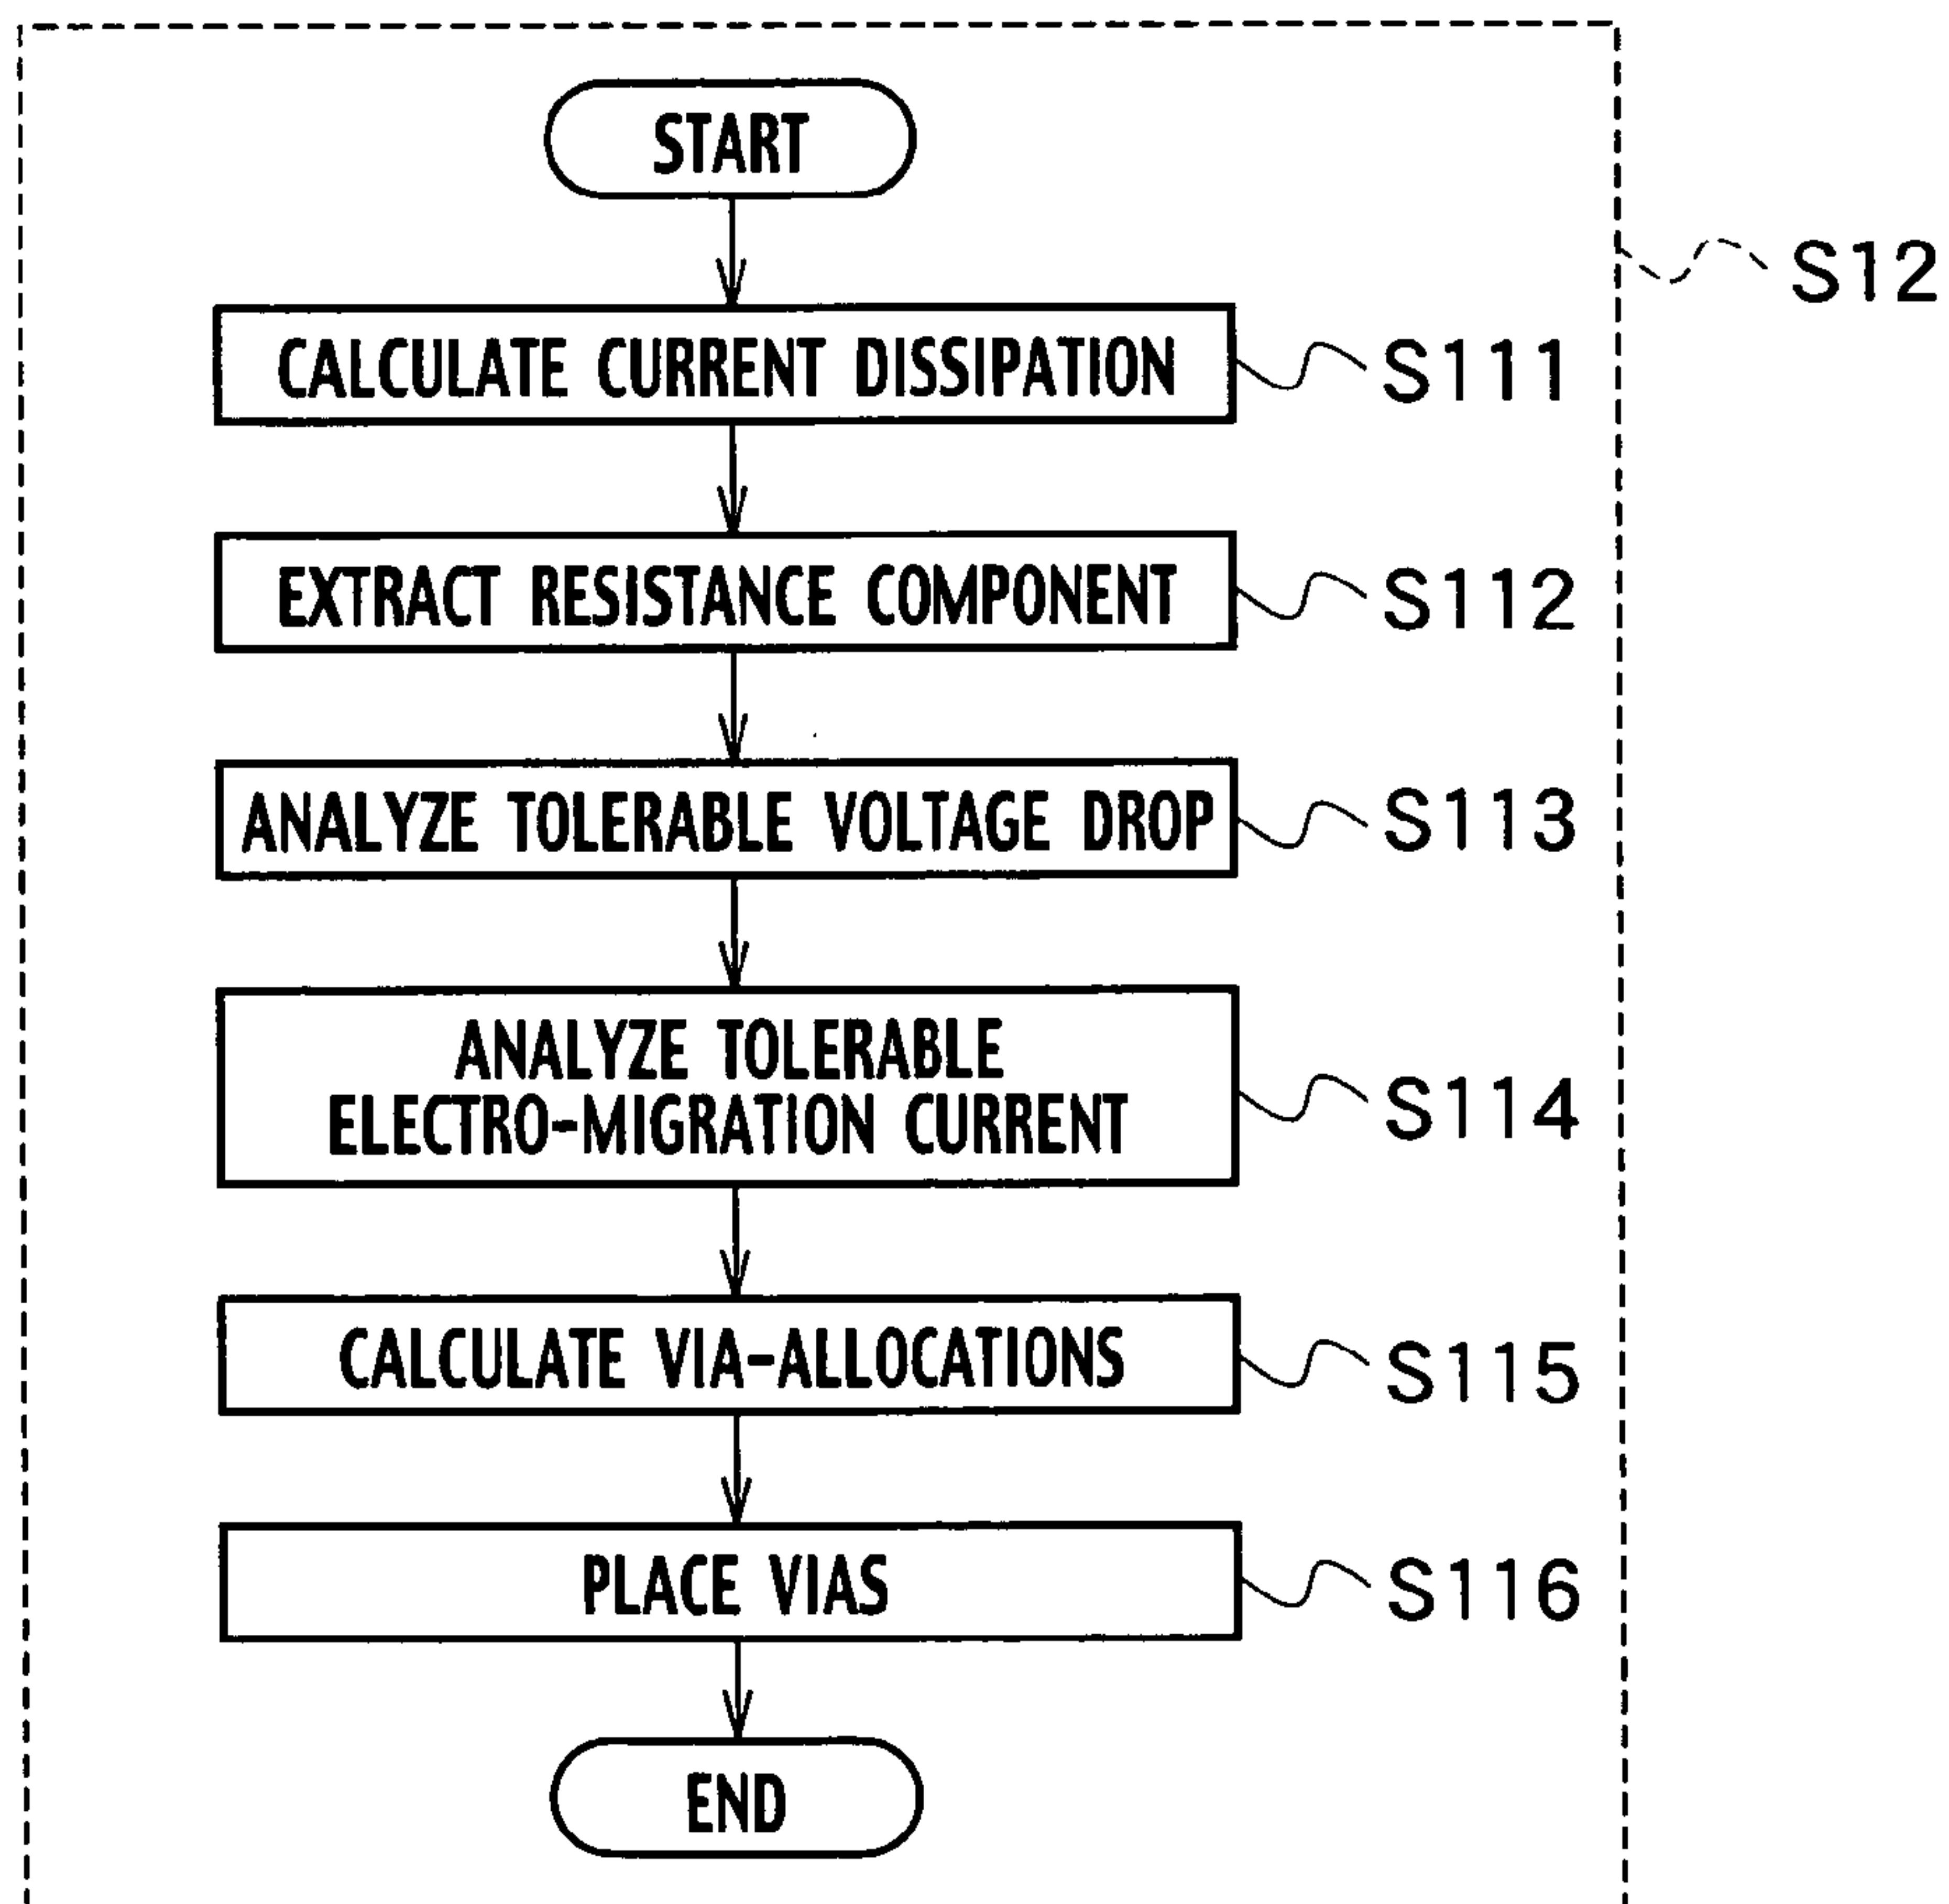 START
S12
CALCULATE CURRENT DISSIPATION
S111
EXTRACT RESISTANCE COMPONENT
S112
ANALYZE TOLERABLE VOLTAGE DROP
S113
ANALYZE TOLERABLE
ELECTRO-MIGRATION CURRENT
S114
CALCULATE VIA-ALLOCATIONS
S115
PLACE VIAS
S116
END